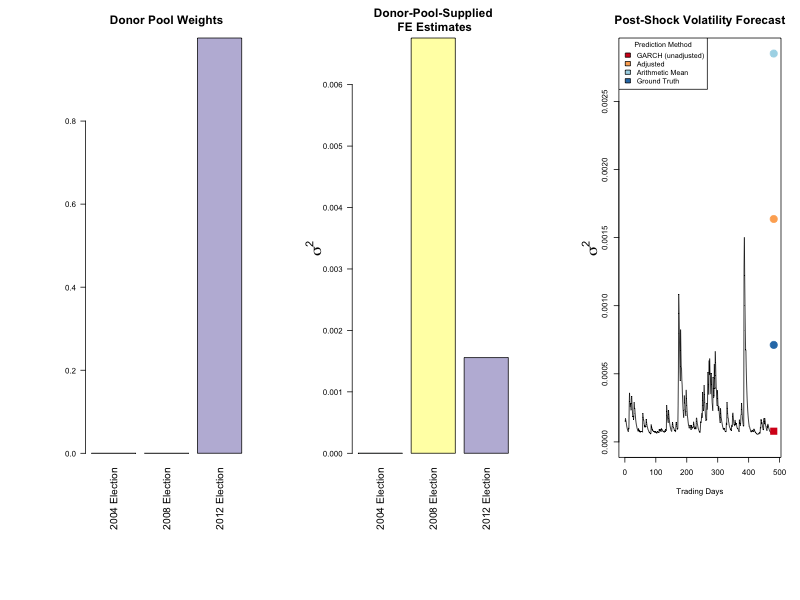 Donor Pool Weights
0.0
0.2
0.4
0.6
0.8
2004 Election
2008 Election
2012 Election
Donor-Pool-Supplied
FE Estimates
σ2
0.000
0.001
0.002
0.003
0.004
0.005
0.006
2004 Election
2008 Election
2012 Election
Post-Shock Volatility Forecast
Prediction Method
GARCH (unadjusted)
Adjusted
Arithmetic Mean
Ground Truth
σ2
0.0000
0.0005
0.0010
0.0015
0.0020
0.0025
0
100
200
300
400
500
Trading Days